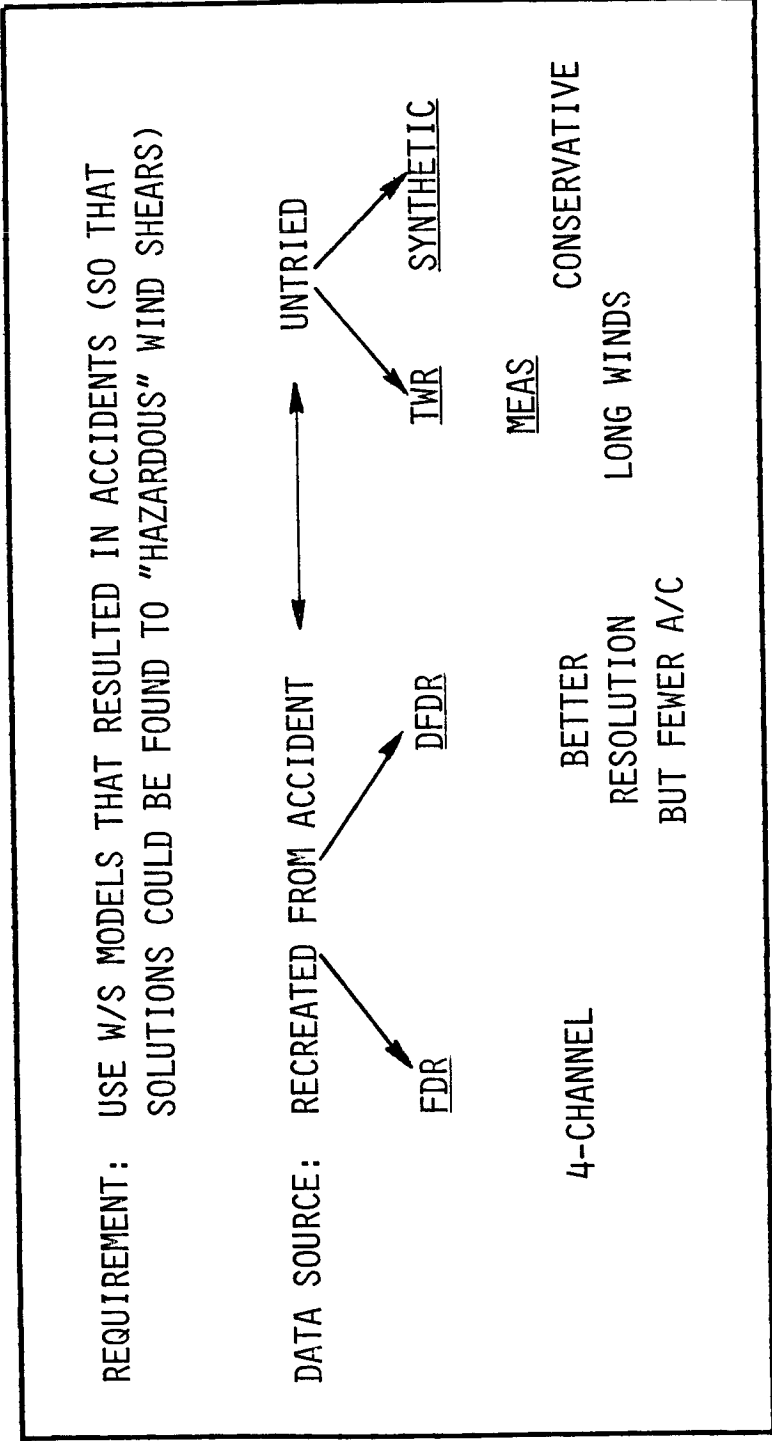 REQUIREMENT: USE W/S MODELS THAT RESULTED IN ACCIDENTS (SO THAT
SOLUTIONS COULD BE FOUND TO "HAZARDOUS" WIND SHEARS)
DATA SOURCE: RECREATED FROM ACCIDENT UNTRIED
FDR DFDR TWR SYNTHETIC
MEAS
4-CHANNEL BETTER CONSERVATIVE
RESOLUTION LONG WINDS
BUT FEWER A/C